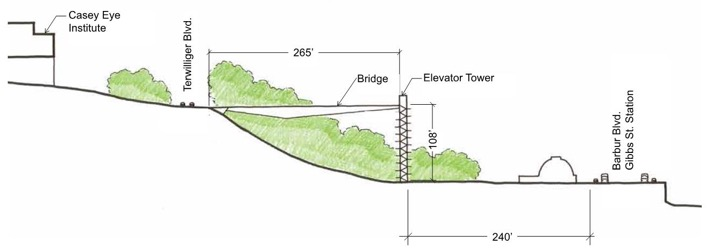 Casey Eye
Institute
Terwilliger Blvd.
265'
Bridge
Elevator Tower
108'
Barbur Blvd.
Gibbs St. Station
240'